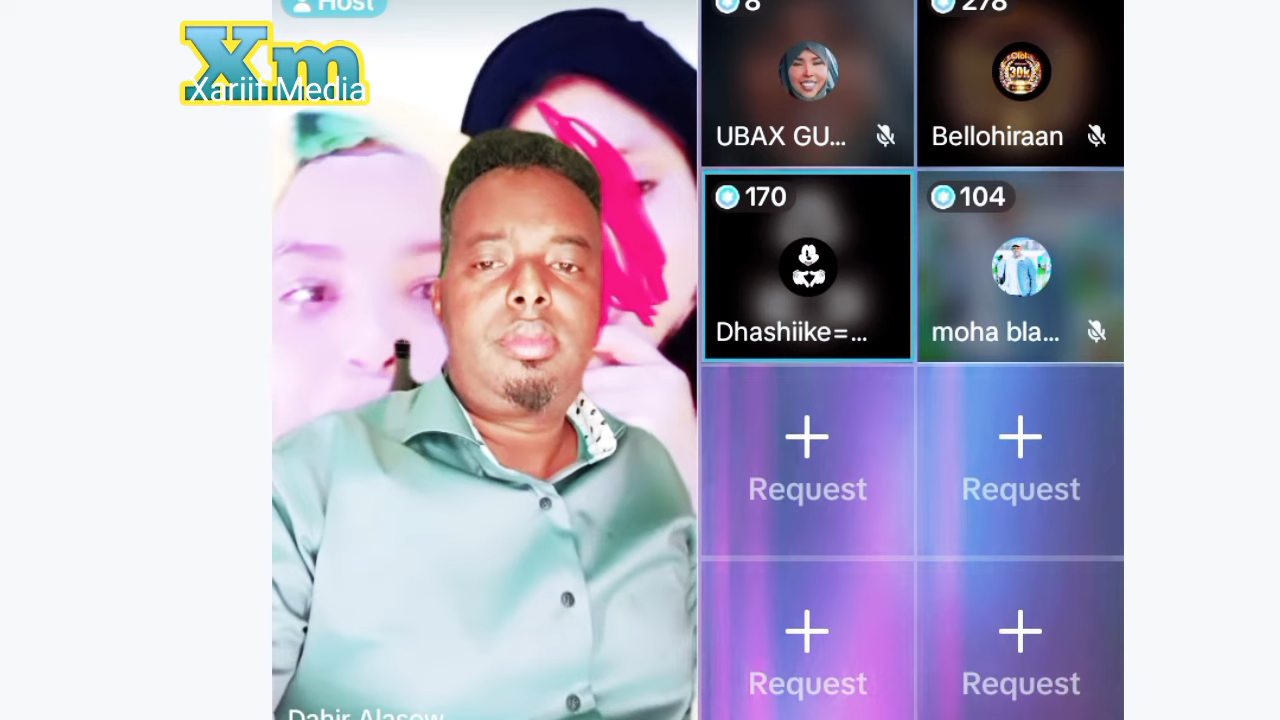 Host
Xm
Xariif Media
8
278
UBAX GU...
Bellohiraan
30k
170
104
Dhashiike=...
moha bla...
Request
Request
Request
Request
Dahir Alasow